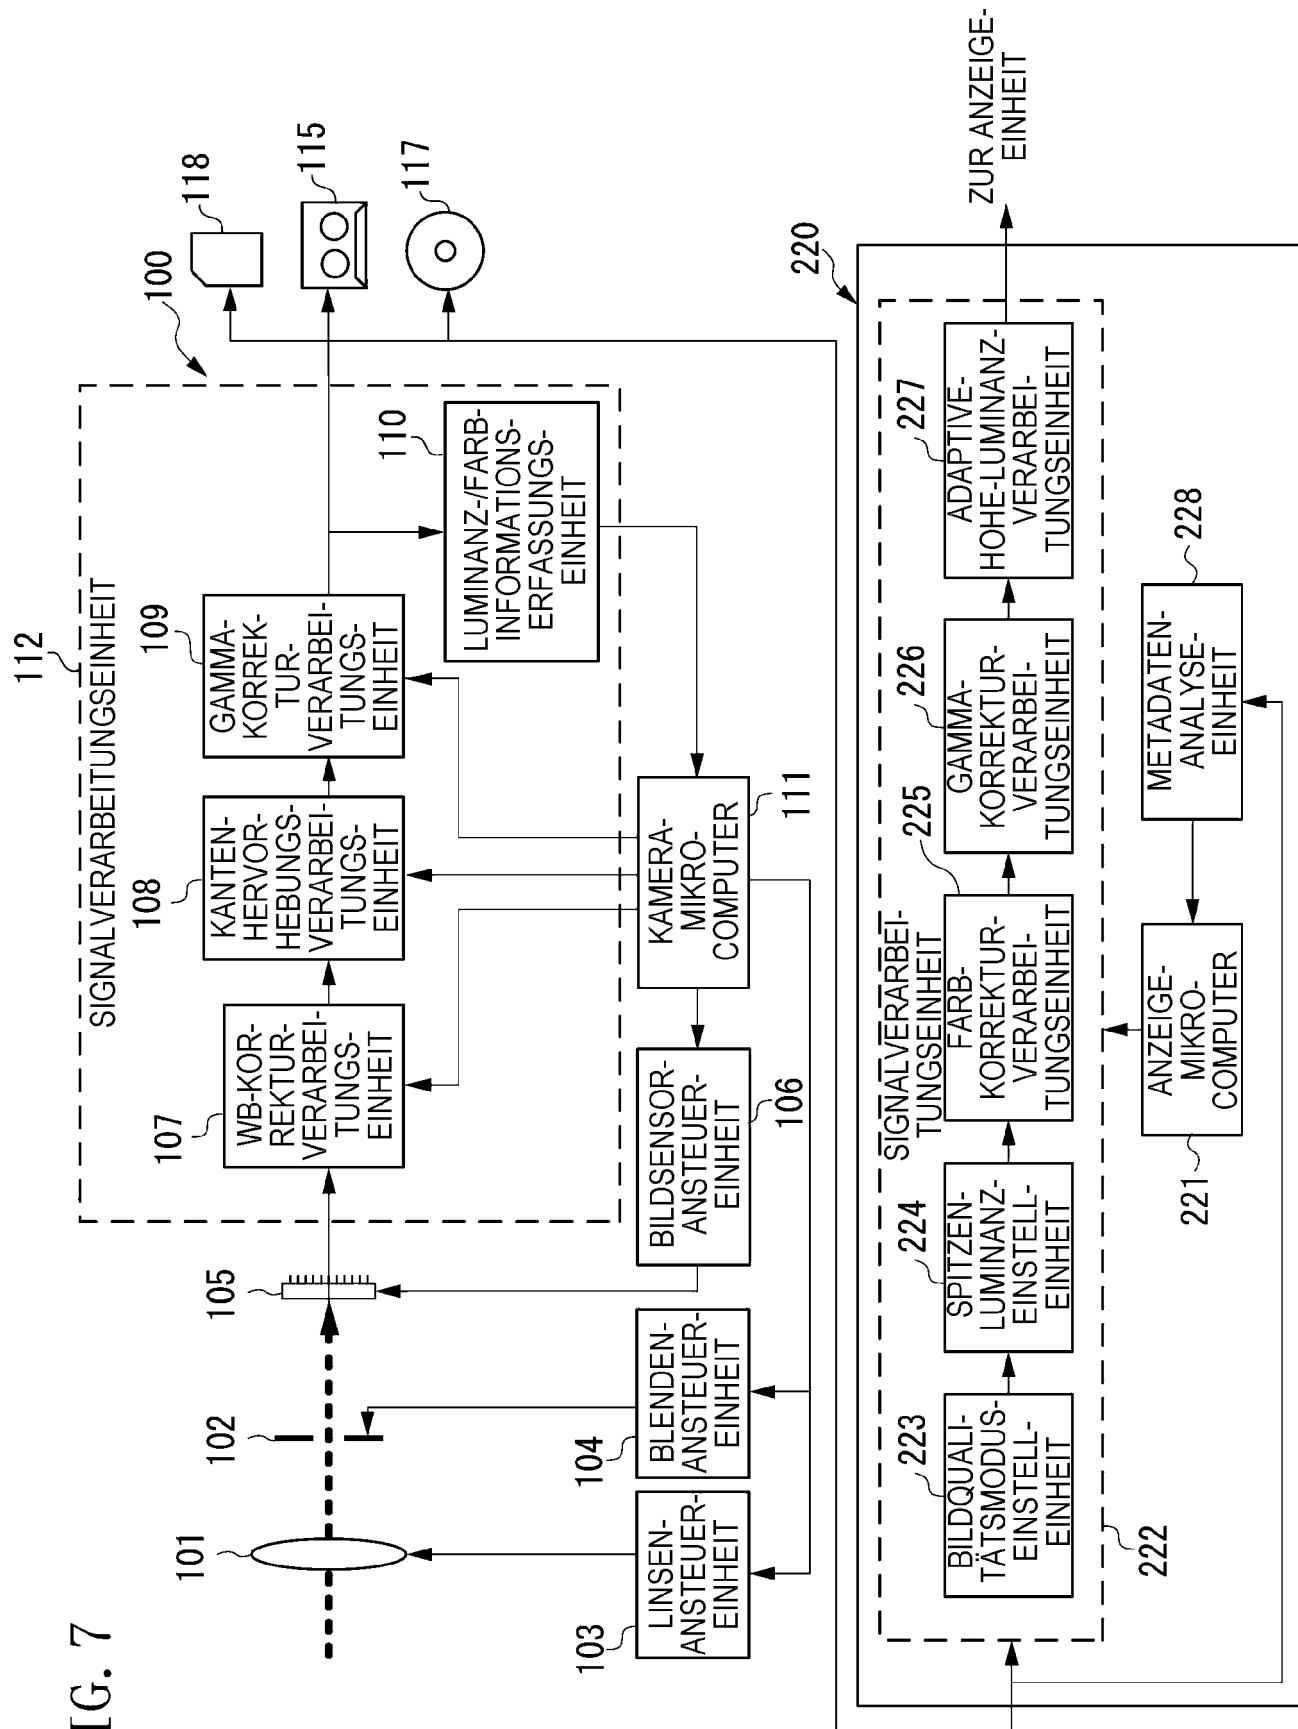 [G. 7
112
SIGNALVERARBEITUNGSEINHEIT
100
118
115
117
101
102
105
107
WB-KOR-
REKTUR-
VERARBEI-
TUNGS-
EINHEIT
108
KANTEN-
HERVOR-
HEBUNGS-
VERARBEI-
TUNGS-
EINHEIT
109
GAMMA-
KORREK-
TUR-
VERARBEI-
TUNGS-
EINHEIT
110
LUMINANZ-/FARB-
INFORMATIONS-
ERFASSUNGS-
EINHEIT
103
LINSEN-
ANSTEUER-
EINHEIT
104
BLENDEN-
ANSTEUER-
EINHEIT
BILDSENSOR-
ANSTEUER-
EINHEIT
106
KAMERA-
MIKRO-
COMPUTER
111
220
ZUR ANZEIGE-
EINHEIT
SIGNALVERARBEI-
TUNGSEINHEIT
223
BILDQUALI-
TÄTSMODUS-
EINSTELL-
EINHEIT
224
SPITZEN-
LUMINANZ-
EINSTELL-
EINHEIT
225
FARB-
KORREKTUR-
VERARBEI-
TUNGSEINHEIT
226
GAMMA-
KORREKTUR-
VERARBEI-
TUNGSEINHEIT
227
ADAPTIVE-
HOHE-LUMINANZ-
VERARBEI-
TUNGSEINHEIT
222
221
ANZEIGE-
MIKRO-
COMPUTER
228
METADATEN-
ANALYSE-
EINHEIT